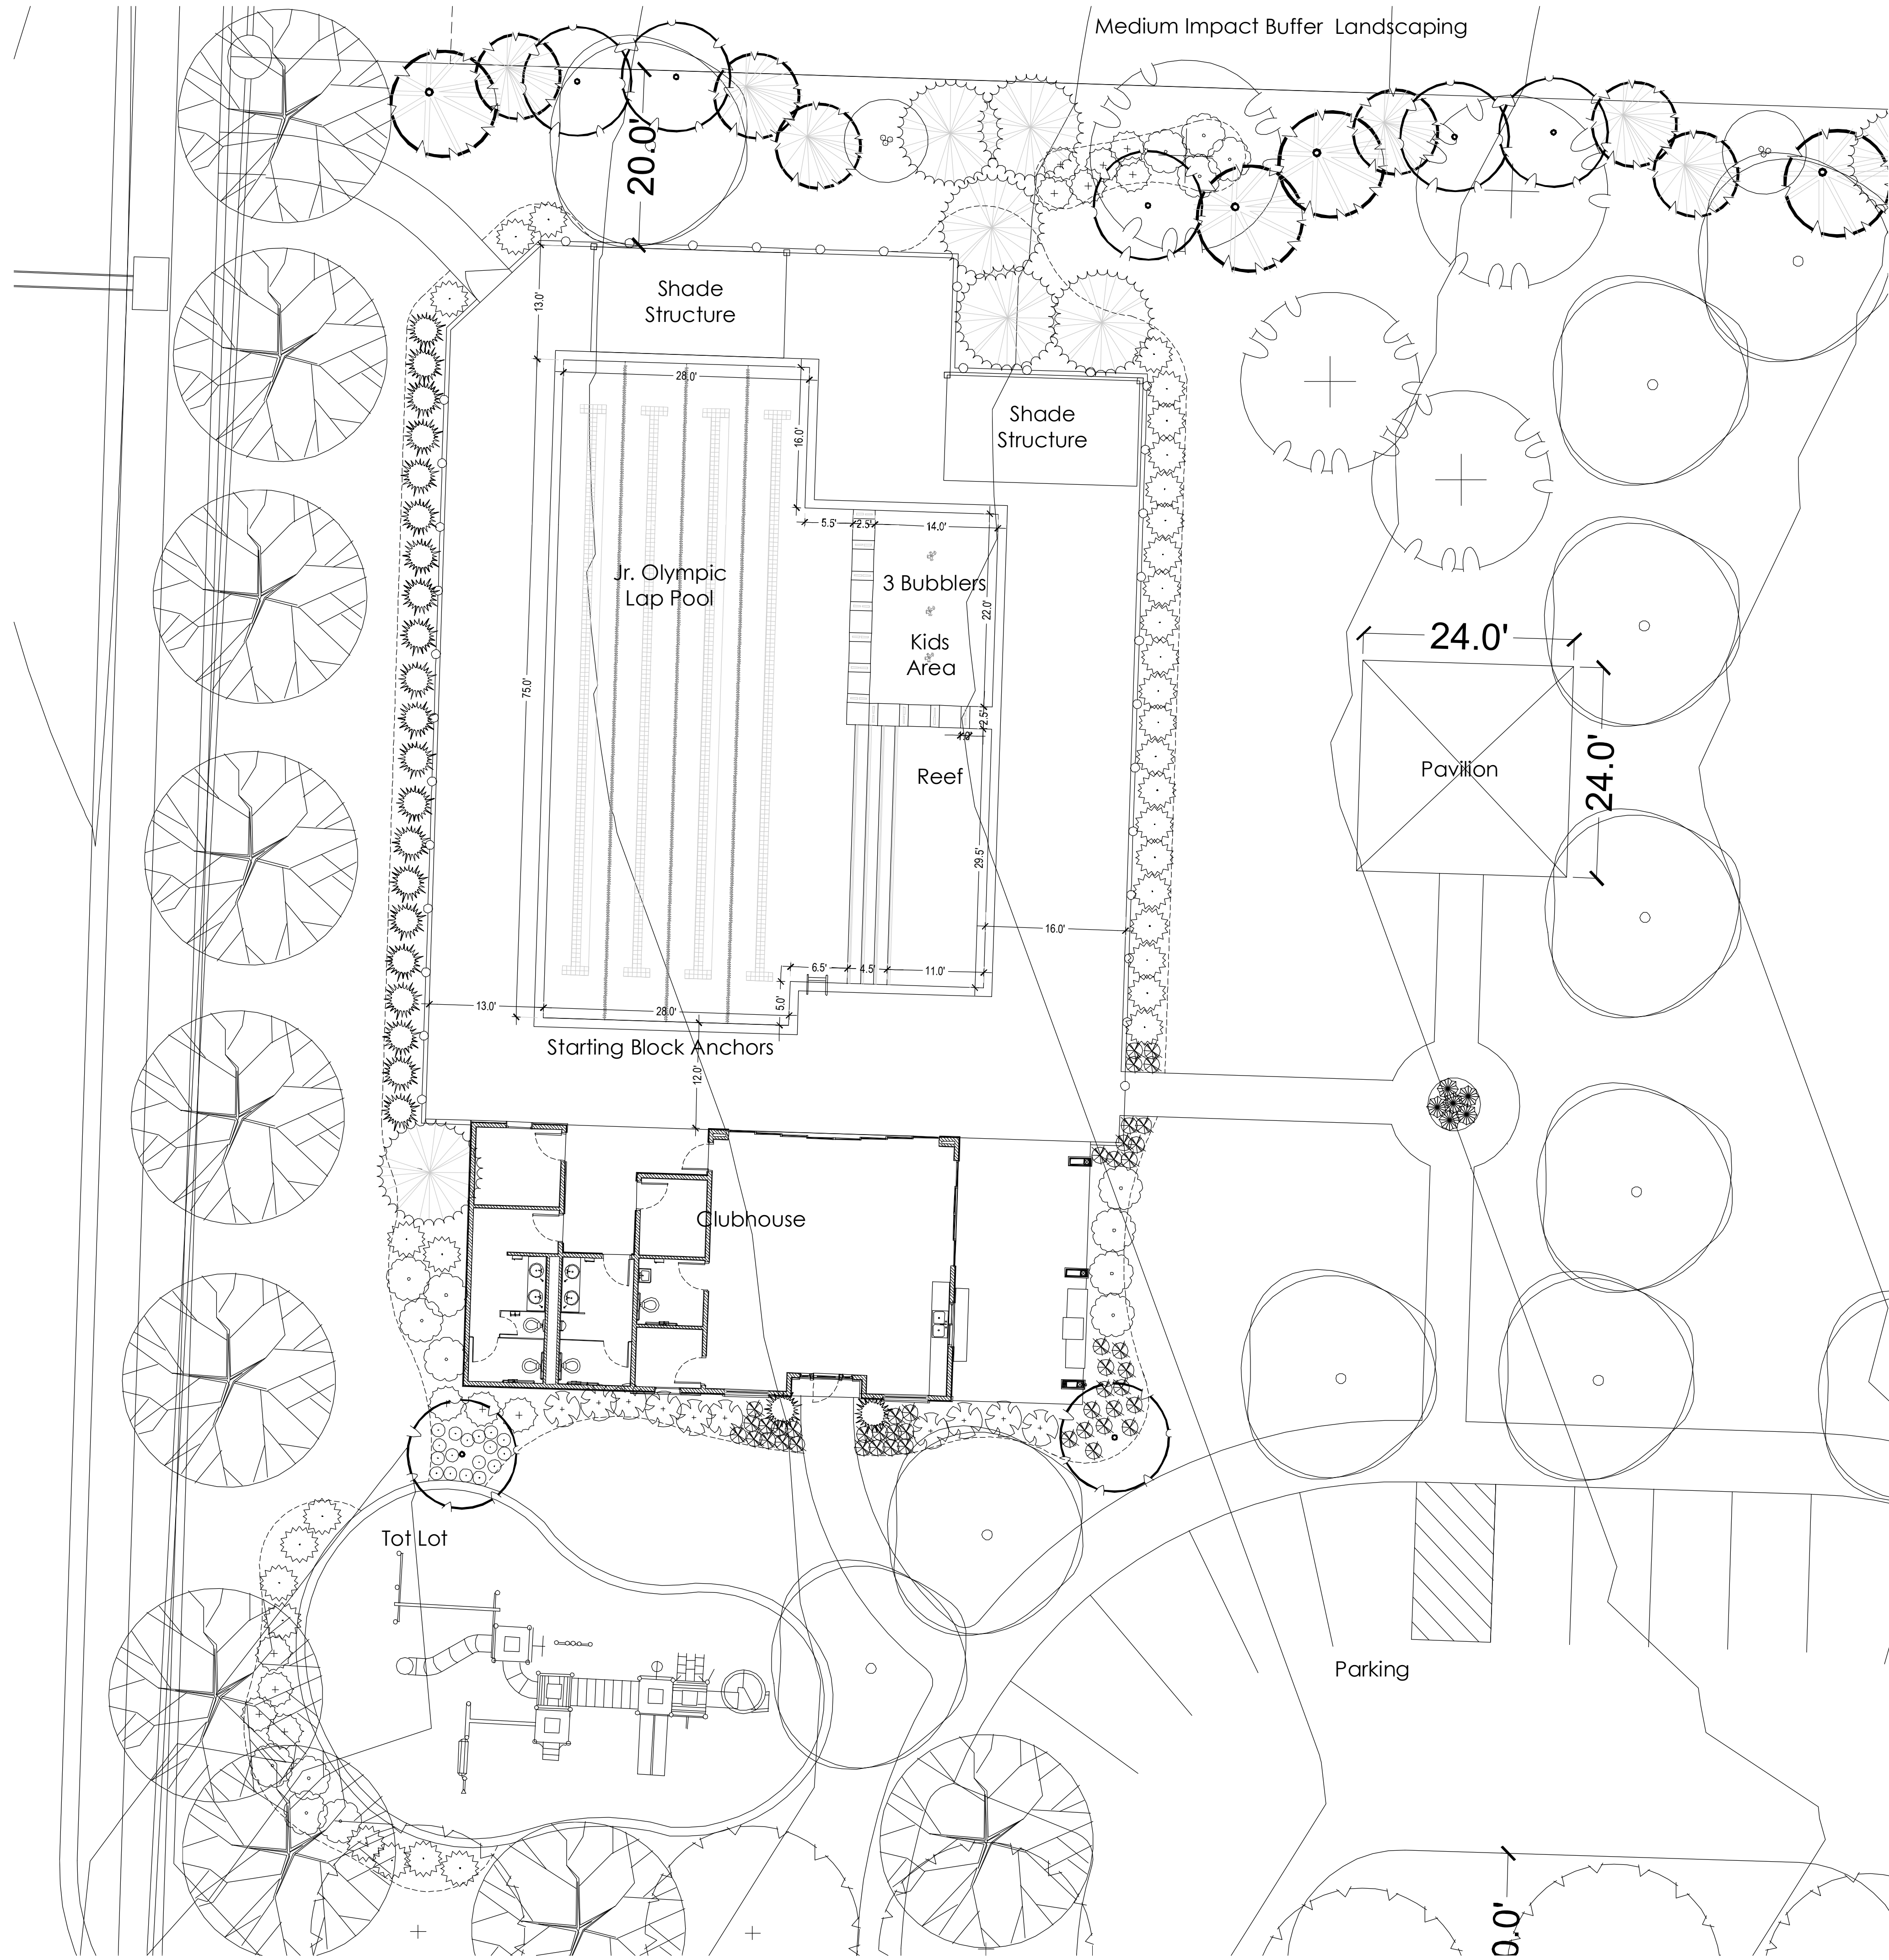 Medium Impact Buffer Landscaping
20.0'
Shade
Structure
13.0'
28.0'
16.0'
Shade
Structure
5.5'
2.5'
14.0'
Jr. Olympic
Lap Pool
3 Bubblers
22.0'
Kids
Area
24.0'
75.0'
2.5'
Reef
Pavilion
24.0'
29.5'
16.0'
6.5'
4.5'
11.0'
13.0'
28.0'
5.0'
Starting Block Anchors
12.0'
Clubhouse
Tot Lot
Parking